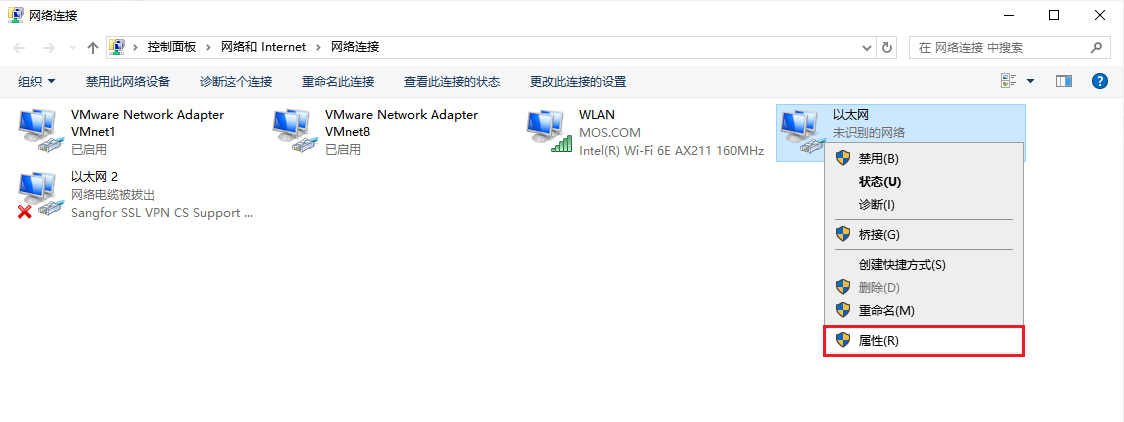 网络连接
控制面板 网络和 Internet 网络连接
在 网络连接 中搜索
组织 禁用此网络设备 诊断这个连接 重命名此连接 查看此连接的状态 更改此连接的设置
VMware Network Adapter
VMnet1
已启用
VMware Network Adapter
VMnet8
已启用
WLAN
MOS.COM
Intel(R) Wi-Fi 6E AX211 160MHz
以太网
未识别的网络
以太网 2
网络电缆被拔出
Sangfor SSL VPN CS Support ...
禁用(B)
状态(U)
诊断(I)
桥接(G)
创建快捷方式(S)
删除(D)
重命名(M)
属性(R)